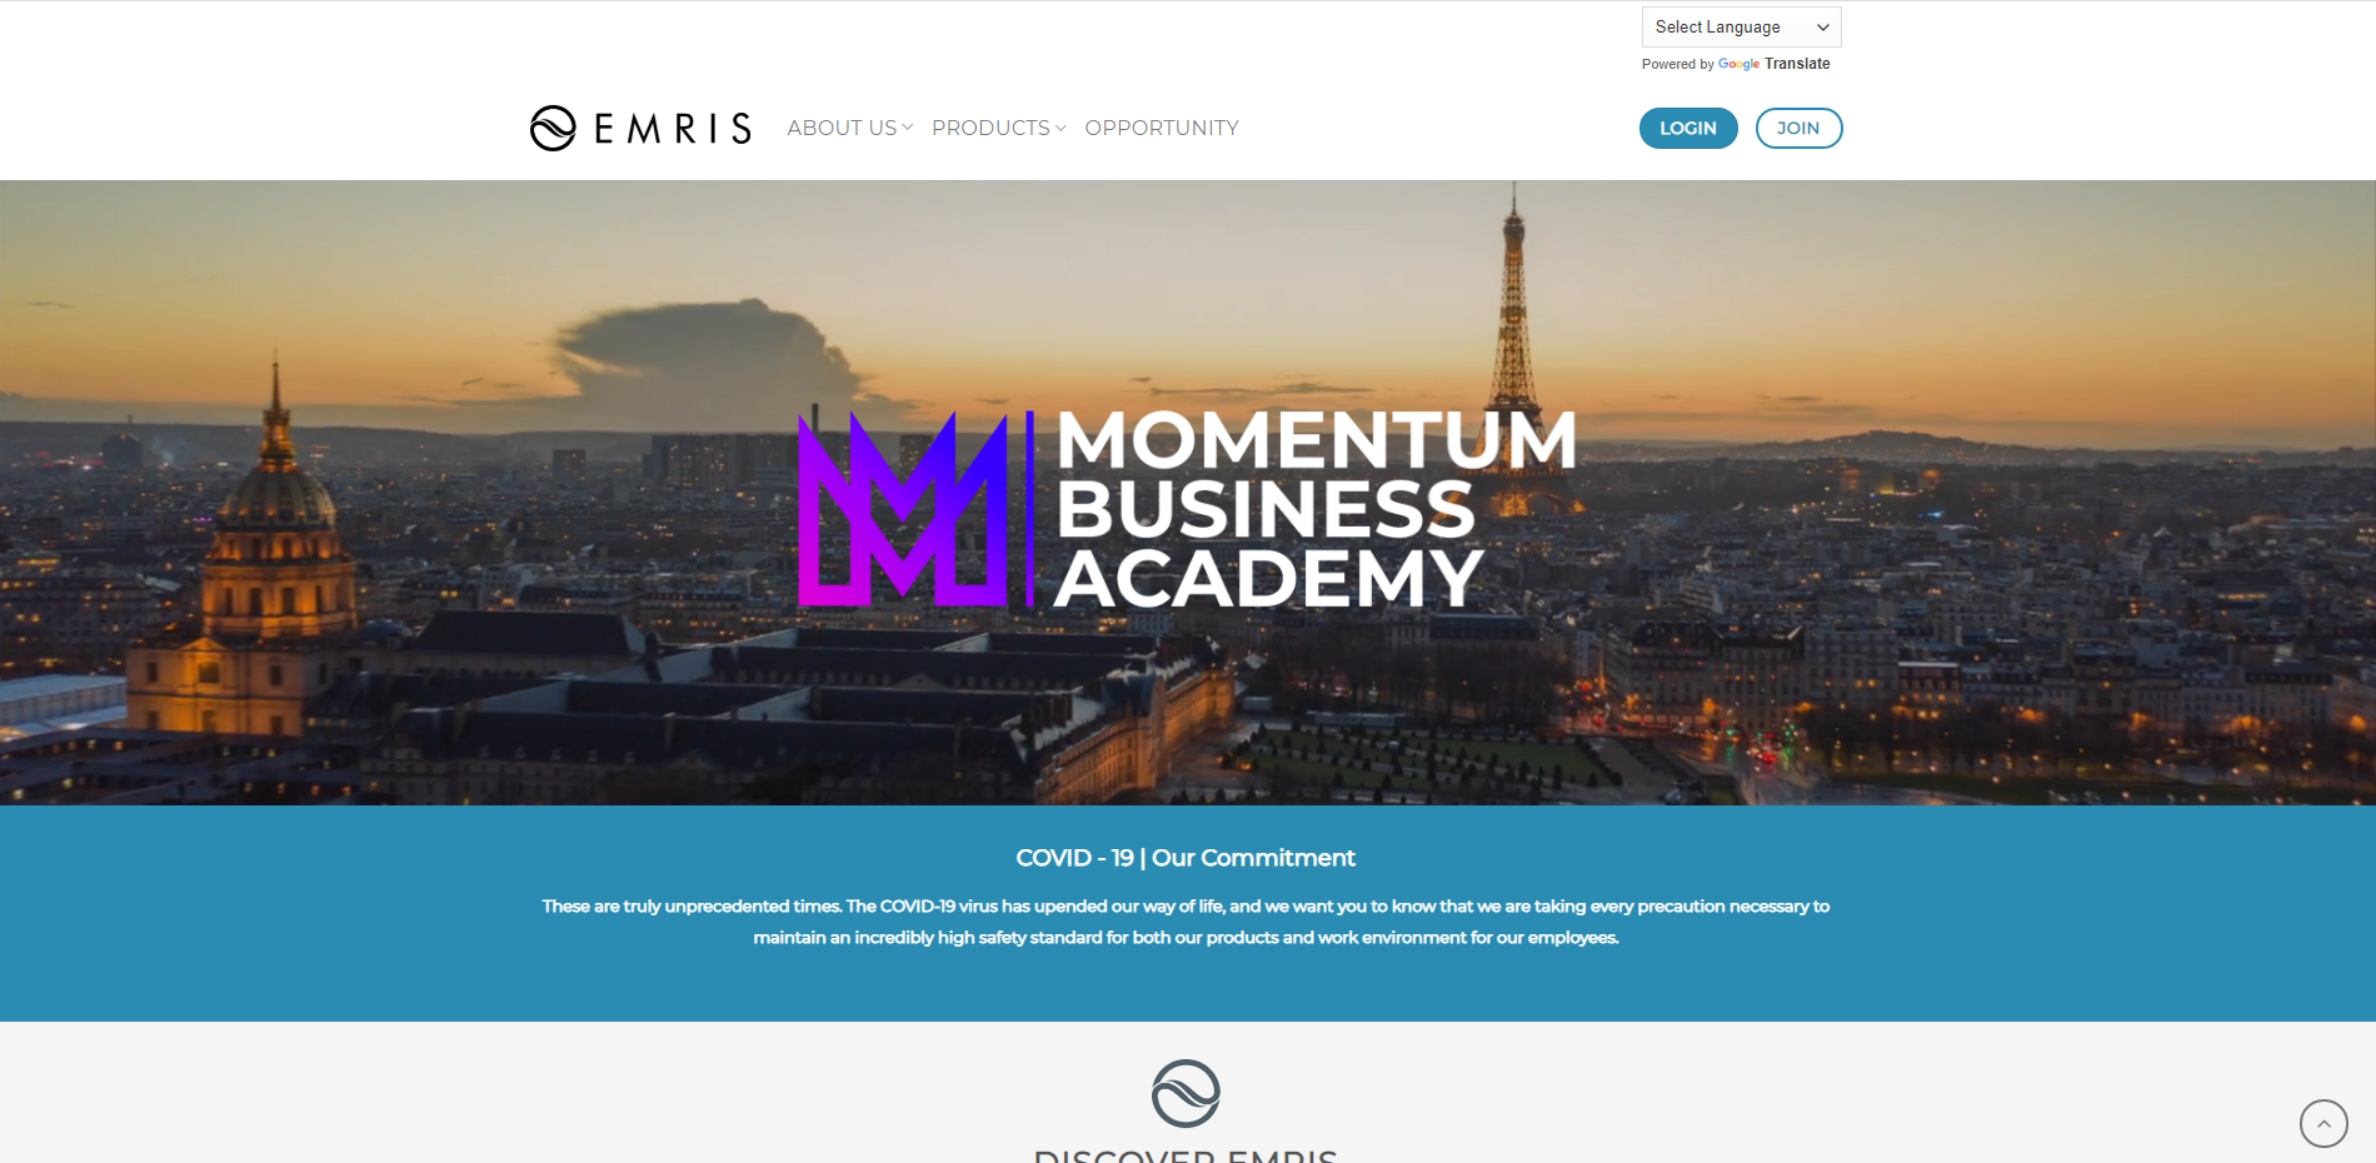 Select Language
Powered by Google Translate
EMRIS
ABOUT US
PRODUCTS
OPPORTUNITY
LOGIN
JOIN
MOMENTUM
BUSINESS
ACADEMY
COVID - 19 | Our Commitment
These are truly unprecedented times. The COVID-19 virus has upended our way of life, and we want you to know that we are taking every precaution necessary to
maintain an incredibly high safety standard for both our products and work environment for our employees.
DISCOVER EMRIS